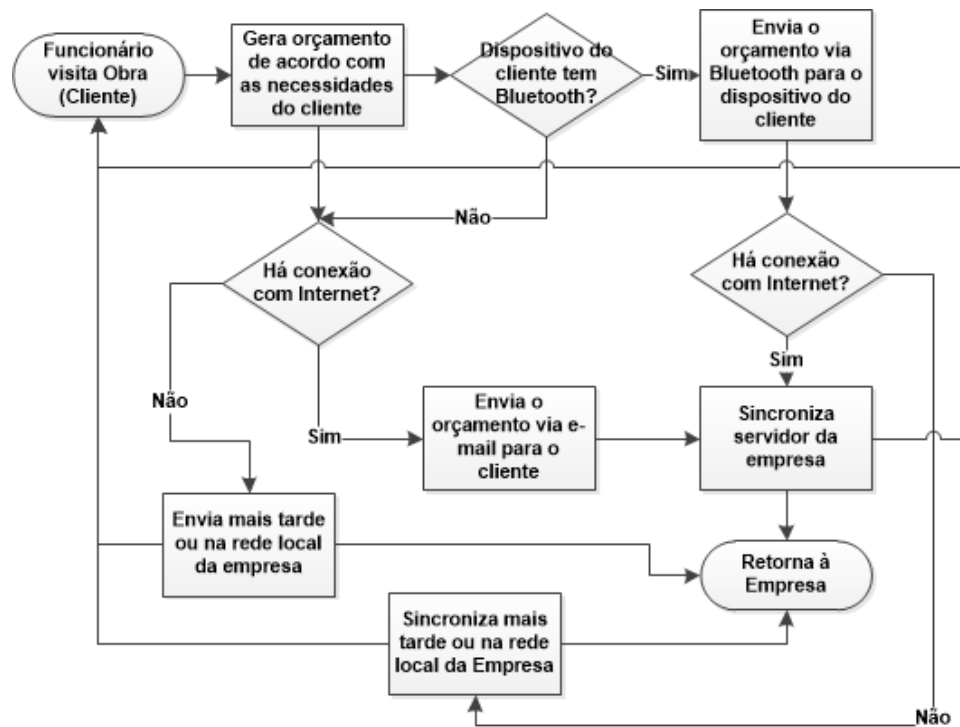 Funcionário
visita Obra
(Cliente)
Gera orçamento
de acordo com
as necessidades
do cliente
Dispositivo do
cliente tem
Bluetooth?
Sim
Envia o
orçamento via
Bluetooth para o
dispositivo do
cliente
Não
Há conexão
com Internet?
Há conexão
com Internet?
Sim
Não
Sim
Envia o
orçamento via e-
mail para o
cliente
Sincroniza
servidor da
empresa
Envia mais tarde
ou na rede local
da empresa
Retorna à
Empresa
Sincroniza mais
tarde ou na rede
local da Empresa
Não